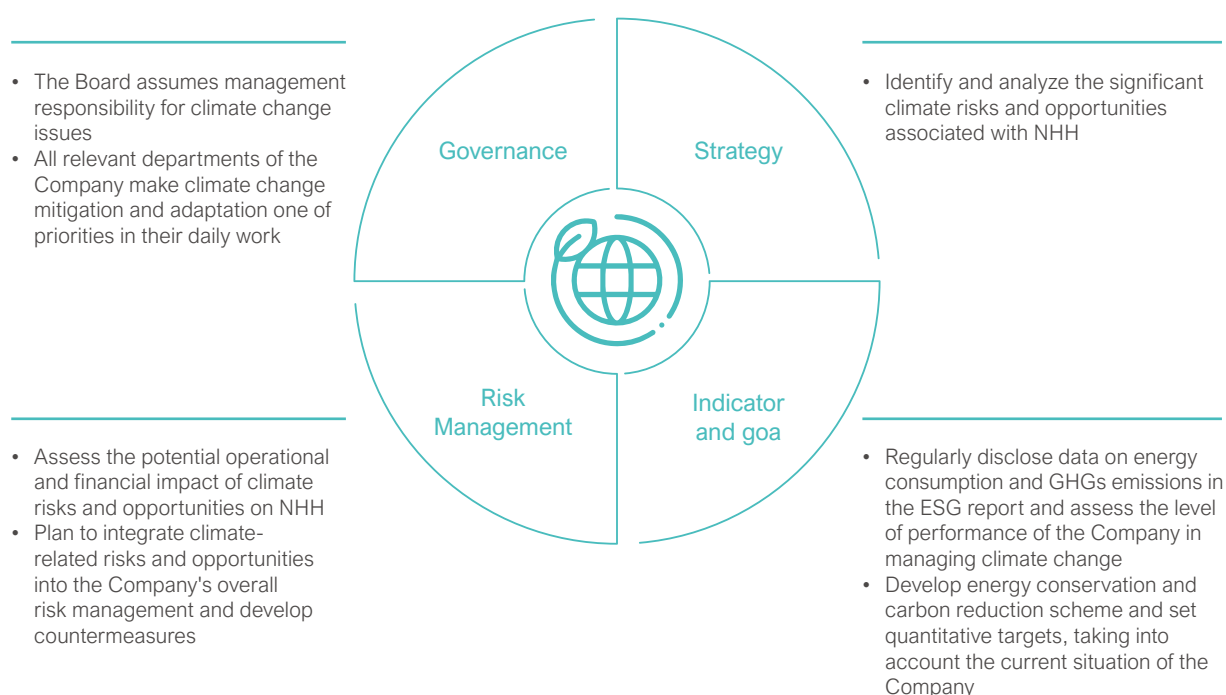 • The Board assumes management
responsibility for climate change
issues
• All relevant departments of the
Company make climate change
mitigation and adaptation one of
priorities in their daily work
Governance
Strategy
• Identify and analyze the significant
climate risks and opportunities
associated with NHH
Risk
Management
Indicator
and goa
• Assess the potential operational
and financial impact of climate
risks and opportunities on NHH
• Plan to integrate climate-
related risks and opportunities
into the Company's overall
risk management and develop
countermeasures
• Regularly disclose data on energy
consumption and GHGs emissions in
the ESG report and assess the level
of performance of the Company in
managing climate change
• Develop energy conservation and
carbon reduction scheme and set
quantitative targets, taking into
account the current situation of the
Company